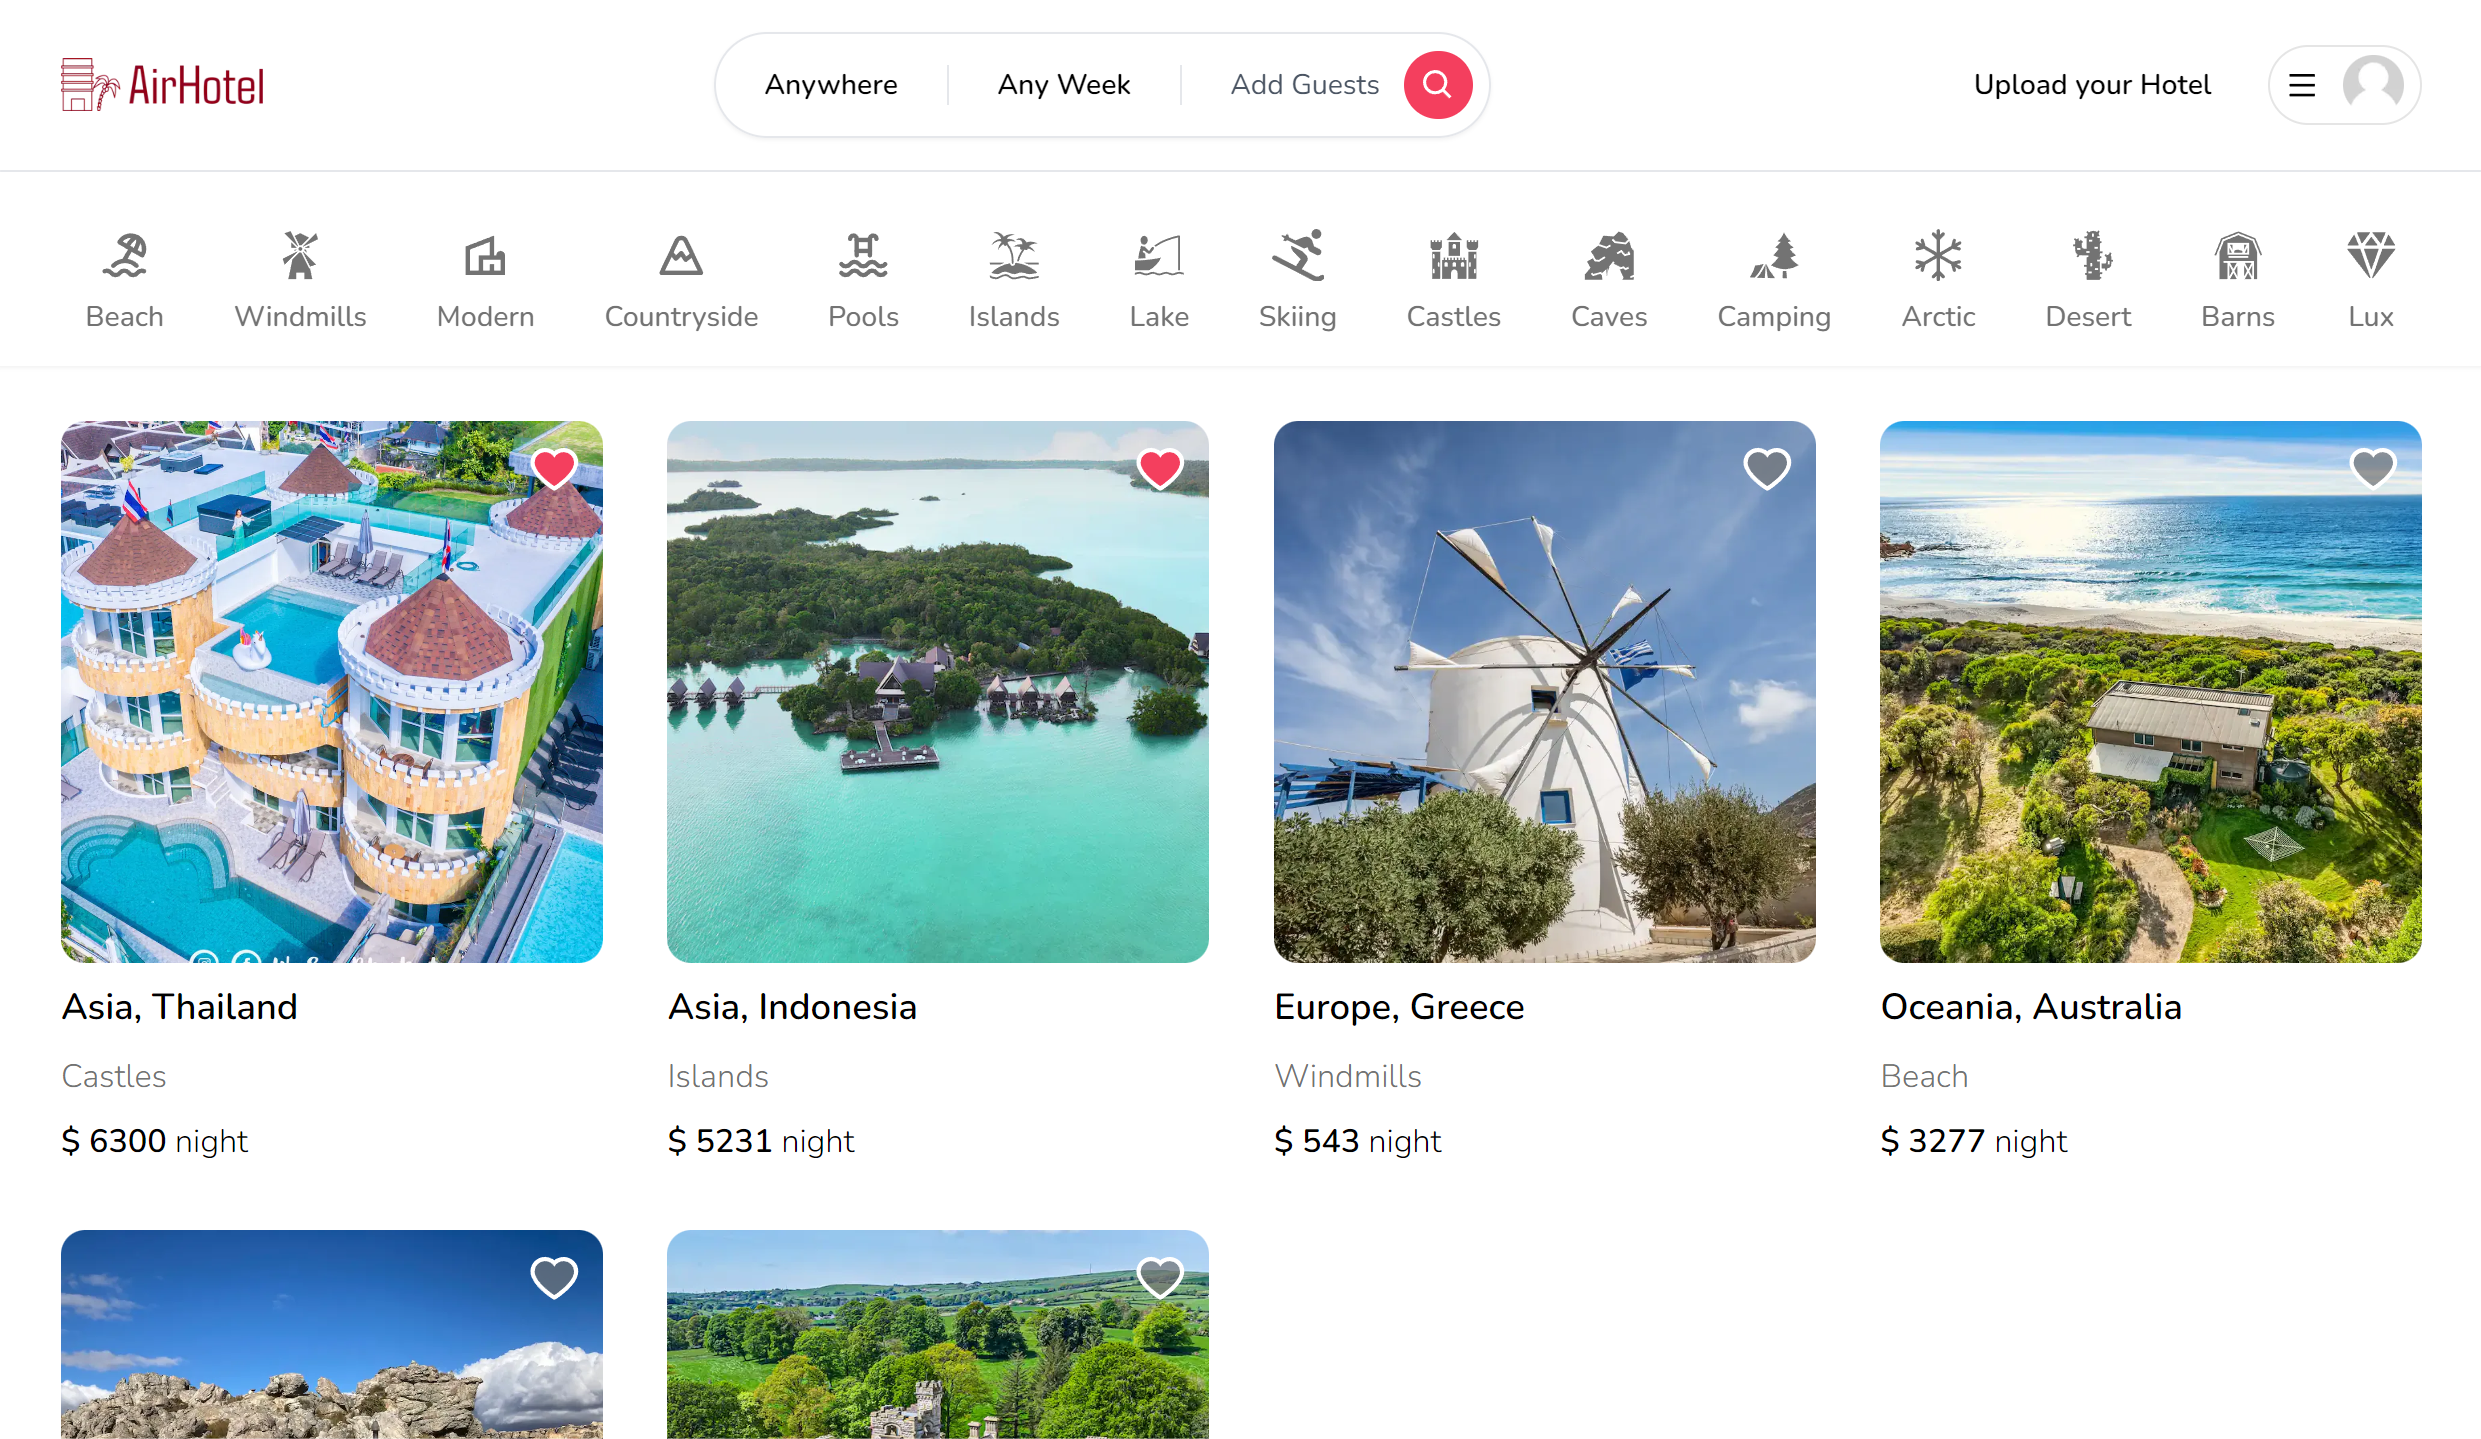 AirHotel
Anywhere
Any Week
Add Guests
Upload your Hotel
Beach
Windmills
Modern
Countryside
Pools
Islands
Lake
Skiing
Castles
Caves
Camping
Arctic
Desert
Barns
Lux
Asia, Thailand
Castles
$ 6300 night
Asia, Indonesia
Islands
$ 5231 night
Europe, Greece
Windmills
$ 543 night
Oceania, Australia
Beach
$ 3277 night